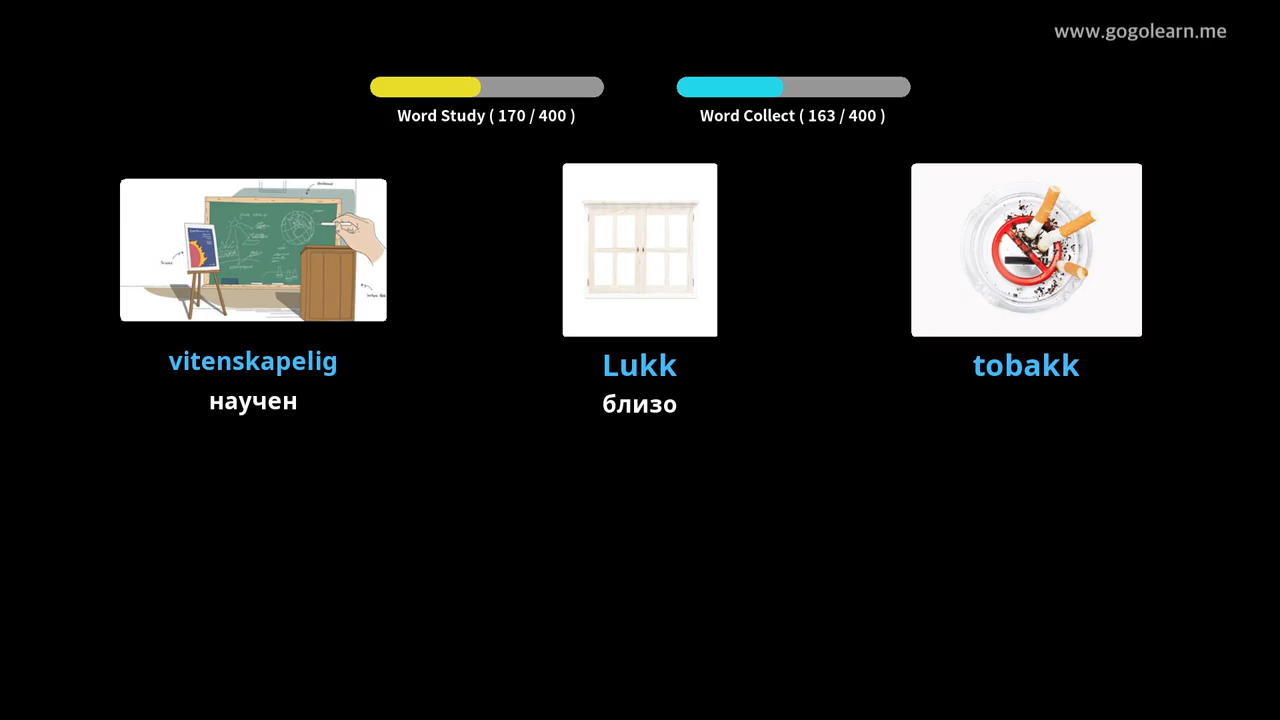 www.gogolearn.me
Word Study ( 170 / 400 )
Word Collect ( 163 / 400 )
vitenskapelig
научен
Lukk
близо
tobakk